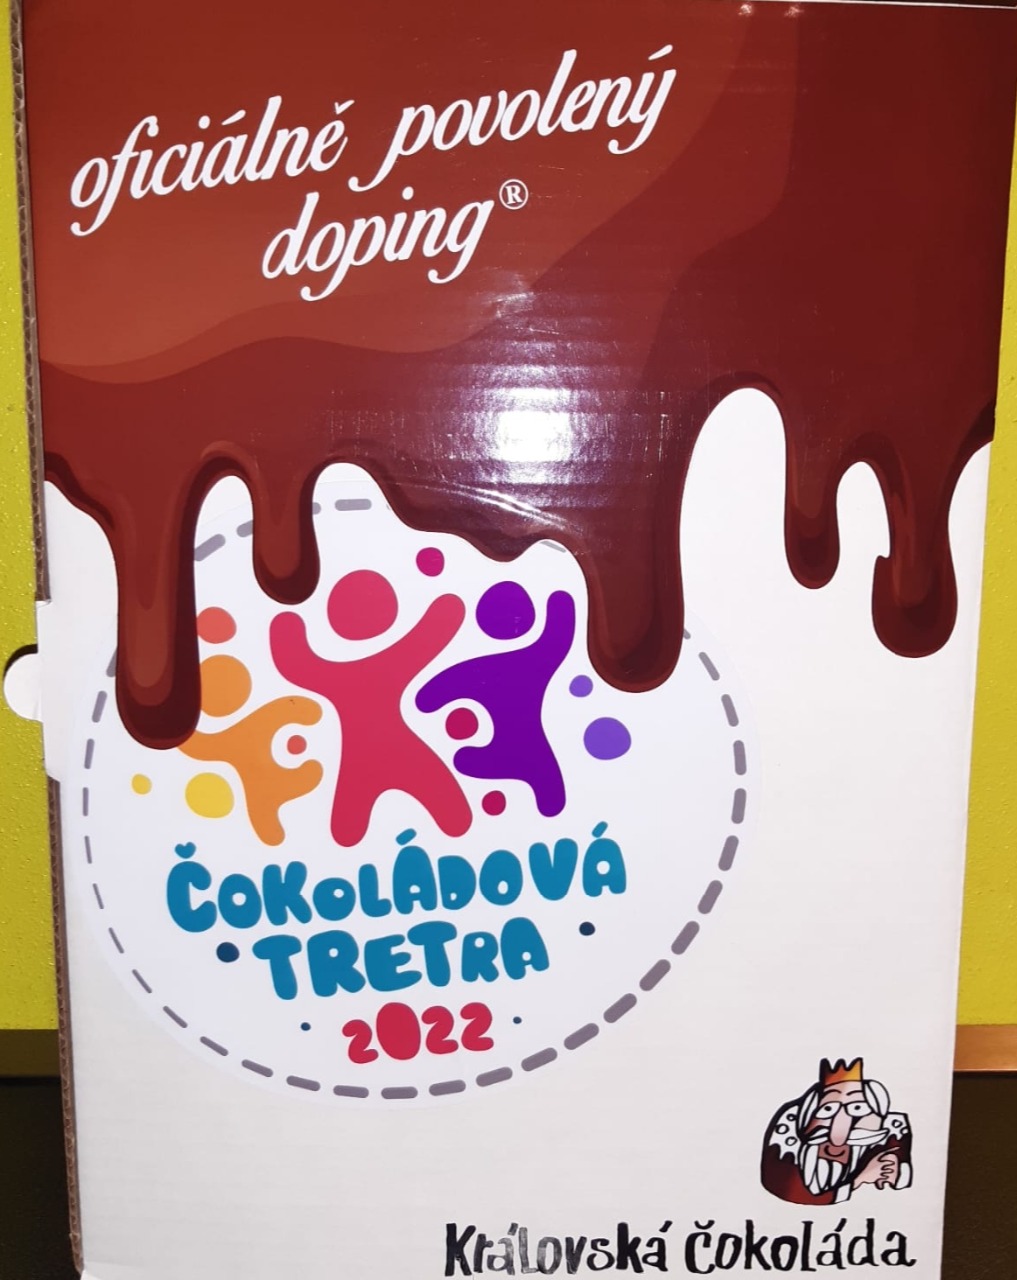 oficiálně povolený
doping®
ČOKOLÁDOVÁ
TRETRA
2022
Královská čokoláda